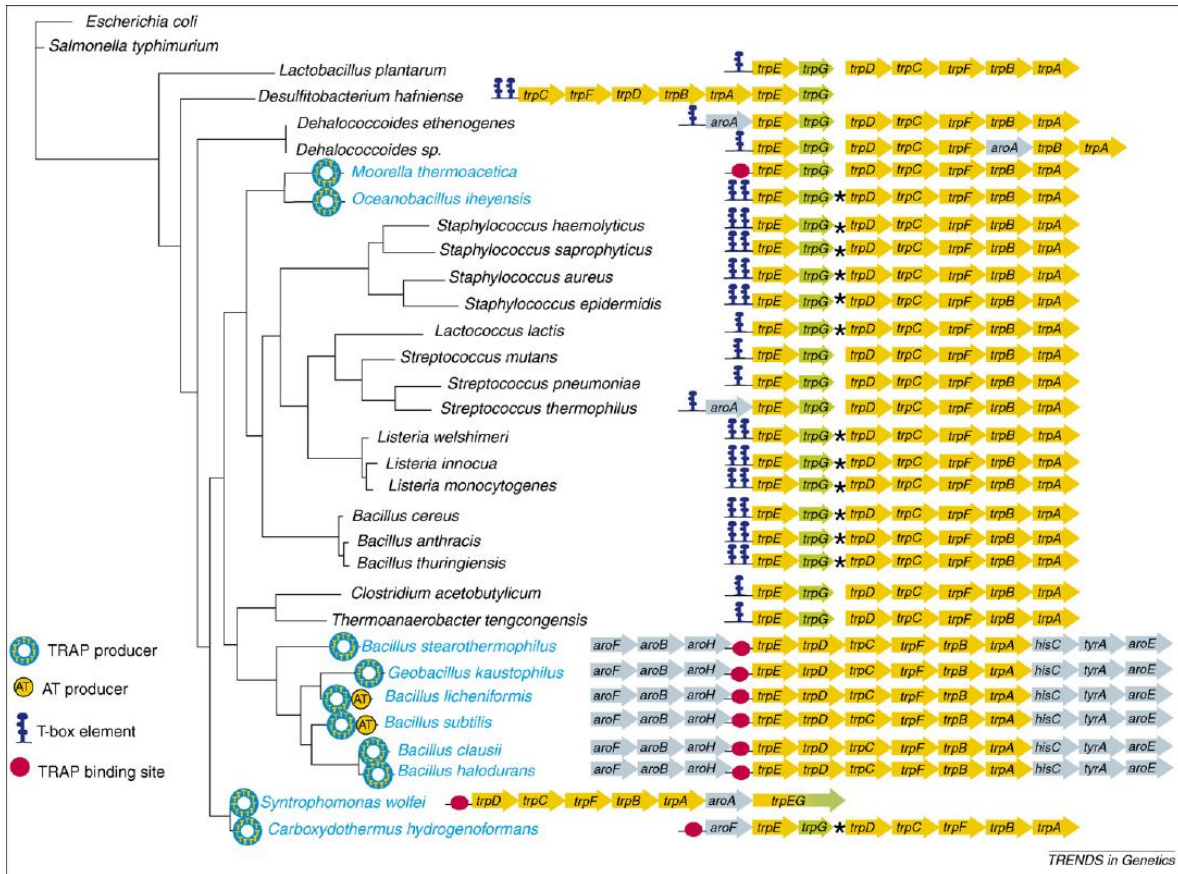 Escherichia coli
Salmonella typhimurium
Lactobacillus plantarum trpE trpG trpD trpC trpF trpB trpA
Desulfitobacterium hafniense trpC trpF trpD trpB trpA trpE trpG
Dehalococcoides ethenogenes aroA trpE trpG trpD trpC trpF trpB trpA
Dehalococcoides sp. trpE trpG trpD trpC trpF aroA trpB trpA
Moorella thermoacetica trpE trpG trpD trpC trpF trpB trpA
Oceanobacillus iheyensis trpE trpG * trpD trpC trpF trpB trpA
Staphylococcus haemolyticus trpE trpG * trpD trpC trpF trpB trpA
Staphylococcus saprophyticus trpE trpG * trpD trpC trpF trpB trpA
Staphylococcus aureus trpE trpG * trpD trpC trpF trpB trpA
Staphylococcus epidermidis trpE trpG * trpD trpC trpF trpB trpA
Lactococcus lactis trpE trpG * trpD trpC trpF trpB trpA
Streptococcus mutans trpE trpG trpD trpC trpF trpB trpA
Streptococcus pneumoniae trpE trpG trpD trpC trpF trpB trpA
Streptococcus thermophilus aroA trpE trpG trpD trpC trpF trpB trpA
Listeria welshimeri trpE trpG * trpD trpC trpF trpB trpA
Listeria innocua trpE trpG * trpD trpC trpF trpB trpA
Listeria monocytogenes trpE trpG * trpD trpC trpF trpB trpA
Bacillus cereus trpE trpG * trpD trpC trpF trpB trpA
Bacillus anthracis trpE trpG * trpD trpC trpF trpB trpA
Bacillus thuringiensis trpE trpG * trpD trpC trpF trpB trpA
Clostridium acetobutylicum trpE trpG trpD trpC trpF trpB trpA
Thermoanaerobacter tengcongensis trpE trpG trpD trpC trpF trpB trpA
Bacillus stearothermophilus aroF aroB aroH trpE trpD trpC trpF trpB trpA hisC tyrA aroE
Geobacillus kaustophilus aroF aroB aroH trpE trpD trpC trpF trpB trpA hisC tyrA aroE
AT Bacillus licheniformis aroF aroB aroH trpE trpD trpC trpF trpB trpA hisC tyrA aroE
AT Bacillus subtilis aroF aroB aroH trpE trpD trpC trpF trpB trpA hisC tyrA aroE
Bacillus clausii aroF aroB aroH trpE trpD trpC trpF trpB trpA hisC tyrA aroE
Bacillus halodurans aroF aroB aroH trpE trpD trpC trpF trpB trpA hisC tyrA aroE
Syntrophomonas wolfei trpD trpC trpF trpB trpA aroA trpEG
Carboxydothermus hydrogenoformans aroF trpE trpG * trpD trpC trpF trpB trpA
TRAP producer
AT AT producer
T-box element
TRAP binding site
TRENDS in Genetics